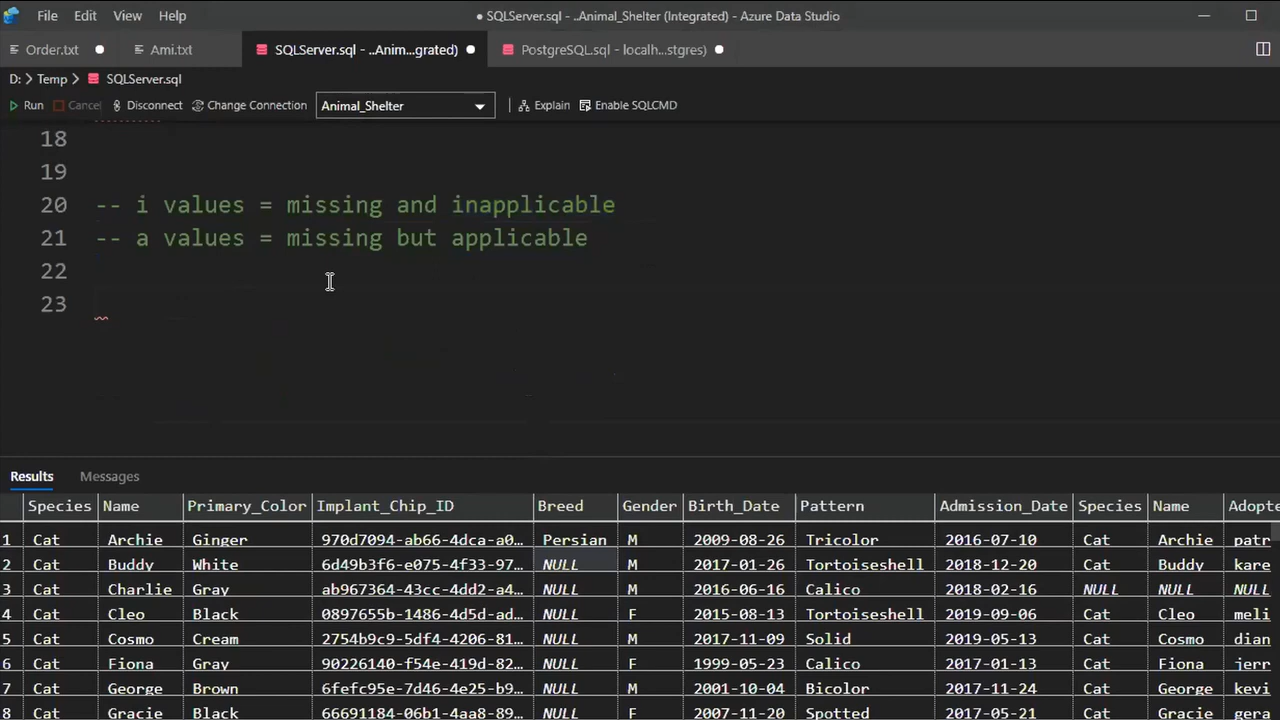 File Edit View Help ● SQLServer.sql - ..Animal_Shelter (Integrated) - Azure Data Studio
Order.txt Ami.txt SQLServer.sql - ..Anim...grated) PostgreSQL.sql - localh...stgres)
D: > Temp > SQLServer.sql
Run Cancel Disconnect Change Connection Animal_Shelter Explain Enable SQLCMD
18
19
20 -- i values = missing and inapplicable
21 -- a values = missing but applicable
22
23
Results Messages
Species Name Primary_Color Implant_Chip_ID Breed Gender Birth_Date Pattern Admission_Date Species Name Adopte
1 Cat Archie Ginger 970d7094-ab66-4dca-a0… Persian M 2009-08-26 Tricolor 2016-07-10 Cat Archie patr
2 Cat Buddy White 6d49b3f6-e075-4f33-97… NULL M 2017-01-26 Tortoiseshell 2018-12-20 Cat Buddy kare
3 Cat Charlie Gray ab967364-43cc-4dd2-a4… NULL M 2016-06-16 Calico 2018-02-16 NULL NULL NULL
4 Cat Cleo Black 0897655b-1486-4d5d-ad… NULL F 2015-08-13 Tortoiseshell 2019-09-06 Cat Cleo meli
5 Cat Cosmo Cream 2754b9c9-5df4-4206-81… NULL M 2017-11-09 Solid 2019-05-13 Cat Cosmo dian
6 Cat Fiona Gray 90226140-f54e-419d-82… NULL F 1999-05-23 Calico 2017-01-13 Cat Fiona jerr
7 Cat George Brown 6fefc95e-7d46-4e25-b9… NULL M 2001-10-04 Bicolor 2017-11-24 Cat George kevi
8 Cat Gracie Black 66691184-06b1-4aa8-89… NULL F 2007-11-20 Spotted 2017-05-21 Cat Gracie gera